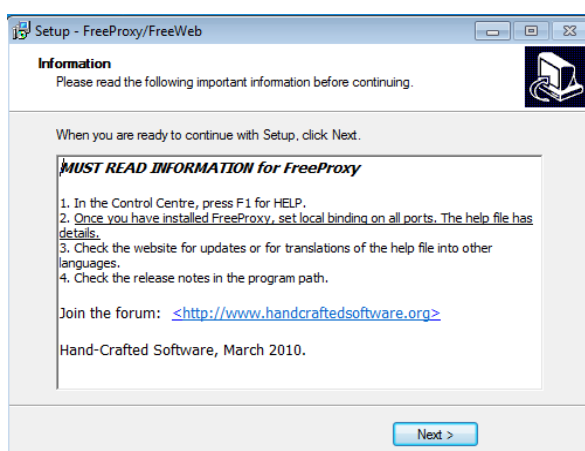 Setup - FreeProxy/FreeWeb
Information
Please read the following important information before continuing.
When you are ready to continue with Setup, click Next.
MUST READ INFORMATION for FreeProxy
1. In the Control Centre, press F1 for HELP.
2. Once you have installed FreeProxy, set local binding on all ports. The help file has
details.
3. Check the website for updates or for translations of the help file into other
languages.
4. Check the release notes in the program path.
Join the forum: <http://www.handcraftedsoftware.org>
Hand-Crafted Software, March 2010.
Next >